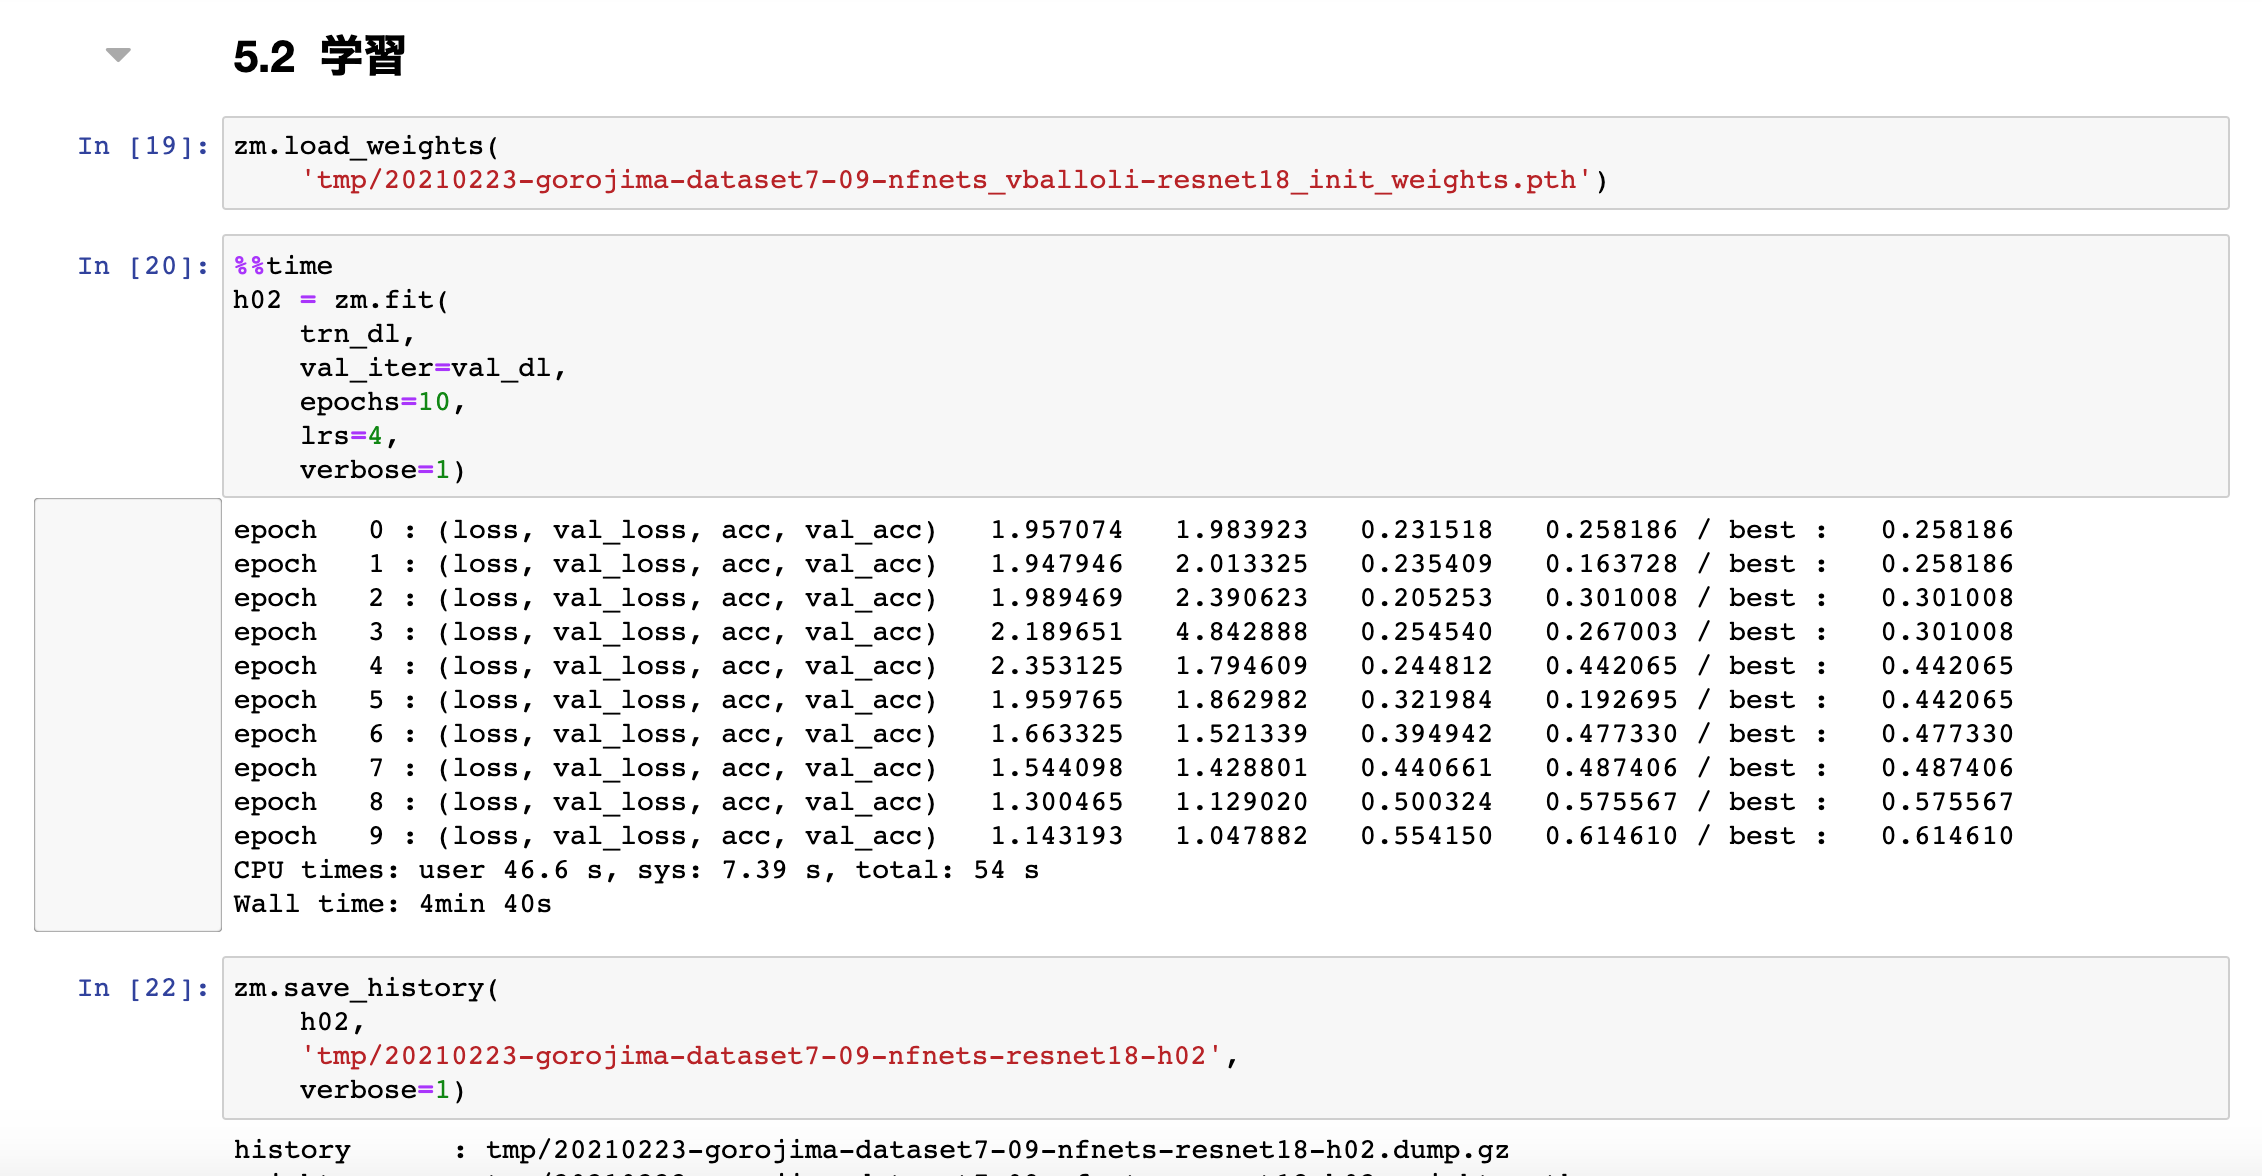 5.2 学習
In [19]:
zm.load_weights(
    'tmp/20210223-gorojima-dataset7-09-nfnets_vballoli-resnet18_init_weights.pth')
In [20]:
%%time
h02 = zm.fit(
    trn_dl,
    val_iter=val_dl,
    epochs=10,
    lrs=4,
    verbose=1)
epoch   0 : (loss, val_loss, acc, val_acc)   1.957074   1.983923   0.231518   0.258186 / best :   0.258186
epoch   1 : (loss, val_loss, acc, val_acc)   1.947946   2.013325   0.235409   0.163728 / best :   0.258186
epoch   2 : (loss, val_loss, acc, val_acc)   1.989469   2.390623   0.205253   0.301008 / best :   0.301008
epoch   3 : (loss, val_loss, acc, val_acc)   2.189651   4.842888   0.254540   0.267003 / best :   0.301008
epoch   4 : (loss, val_loss, acc, val_acc)   2.353125   1.794609   0.244812   0.442065 / best :   0.442065
epoch   5 : (loss, val_loss, acc, val_acc)   1.959765   1.862982   0.321984   0.192695 / best :   0.442065
epoch   6 : (loss, val_loss, acc, val_acc)   1.663325   1.521339   0.394942   0.477330 / best :   0.477330
epoch   7 : (loss, val_loss, acc, val_acc)   1.544098   1.428801   0.440661   0.487406 / best :   0.487406
epoch   8 : (loss, val_loss, acc, val_acc)   1.300465   1.129020   0.500324   0.575567 / best :   0.575567
epoch   9 : (loss, val_loss, acc, val_acc)   1.143193   1.047882   0.554150   0.614610 / best :   0.614610
CPU times: user 46.6 s, sys: 7.39 s, total: 54 s
Wall time: 4min 40s
In [22]:
zm.save_history(
    h02,
    'tmp/20210223-gorojima-dataset7-09-nfnets-resnet18-h02',
    verbose=1)
history      : tmp/20210223-gorojima-dataset7-09-nfnets-resnet18-h02.dump.gz